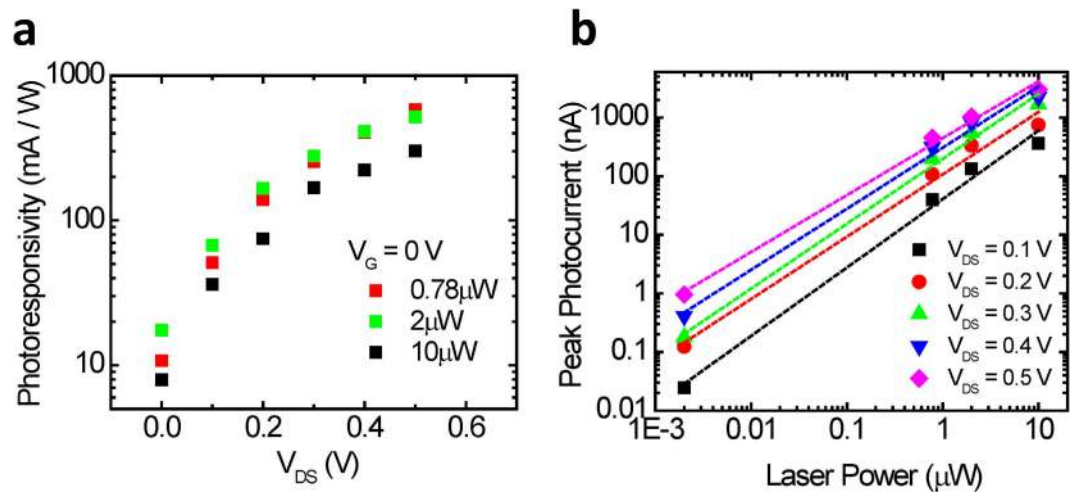 a
Photoresponsivity (mA / W)
1000
100
10
V_G = 0 V
0.78μW
2μW
10μW
0.0
0.2
0.4
0.6
V_DS (V)
b
Peak Photocurrent (nA)
1000
100
10
1
0.1
0.01
V_DS = 0.1 V
V_DS = 0.2 V
V_DS = 0.3 V
V_DS = 0.4 V
V_DS = 0.5 V
1E-3
0.01
0.1
1
10
Laser Power (μW)